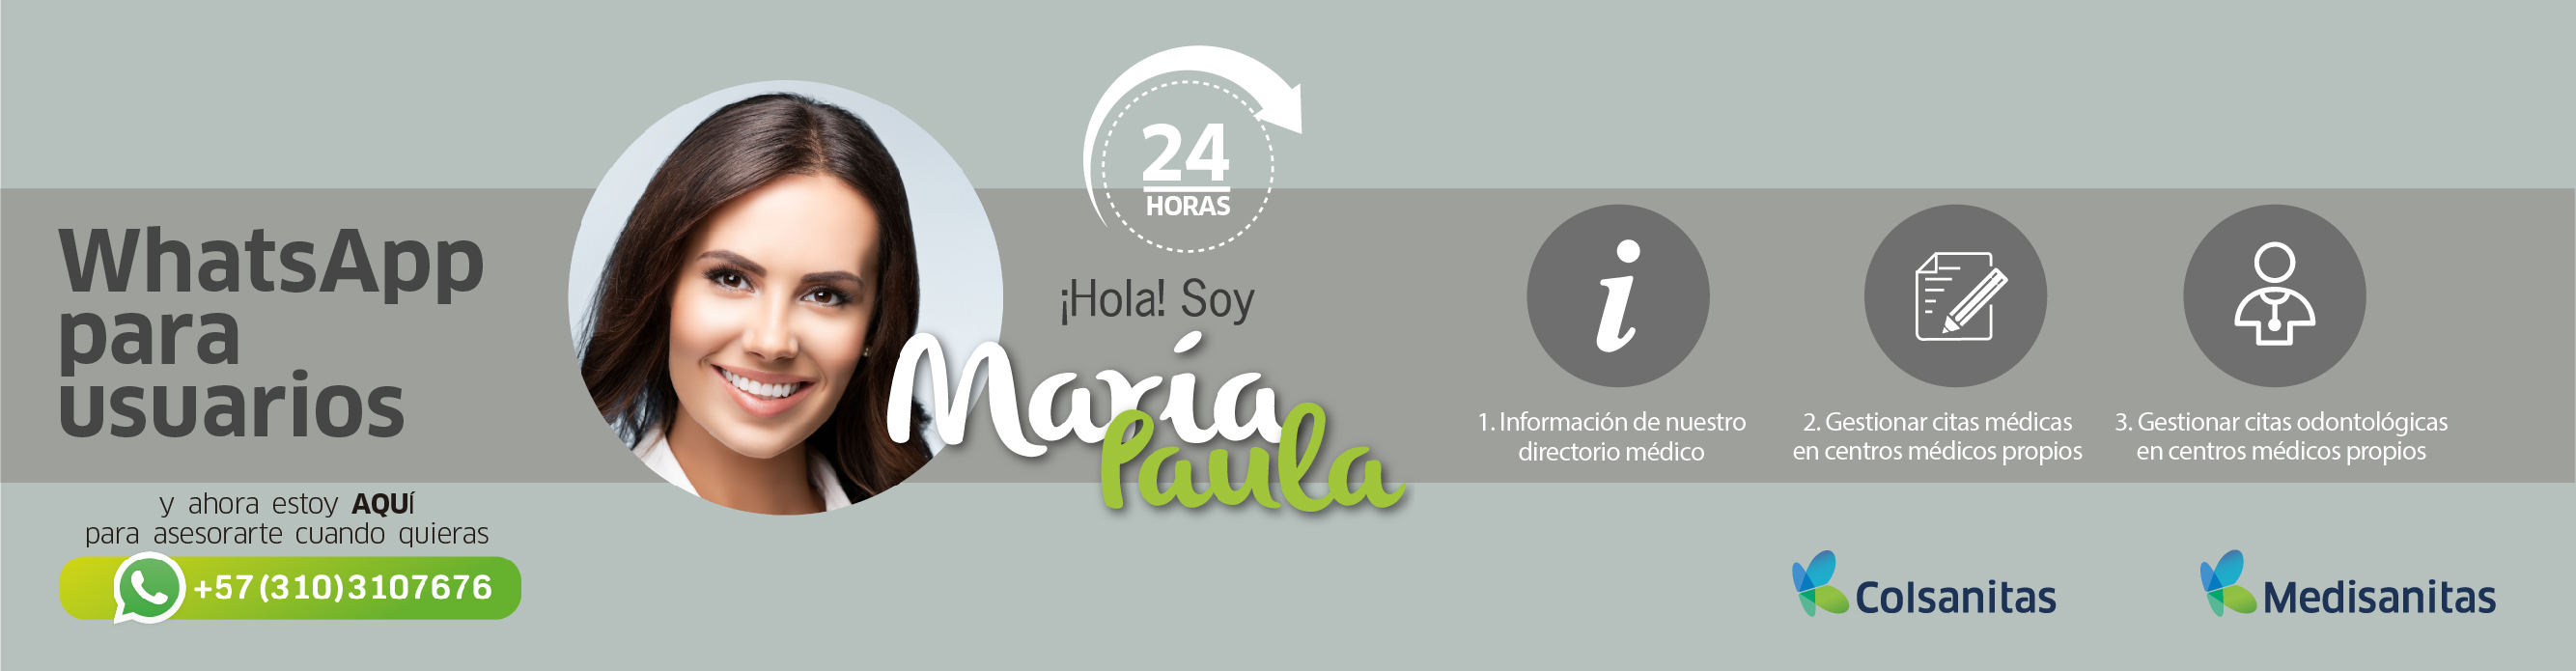 WhatsApp
para
usuarios
y ahora estoy AQUí
para asesorarte cuando quieras
+57(310)3107676
24
HORAS
¡Hola! Soy
María
Paula
1. Información de nuestro
directorio médico
2. Gestionar citas médicas
en centros médicos propios
3. Gestionar citas odontológicas
en centros médicos propios
Colsanitas
Medisanitas